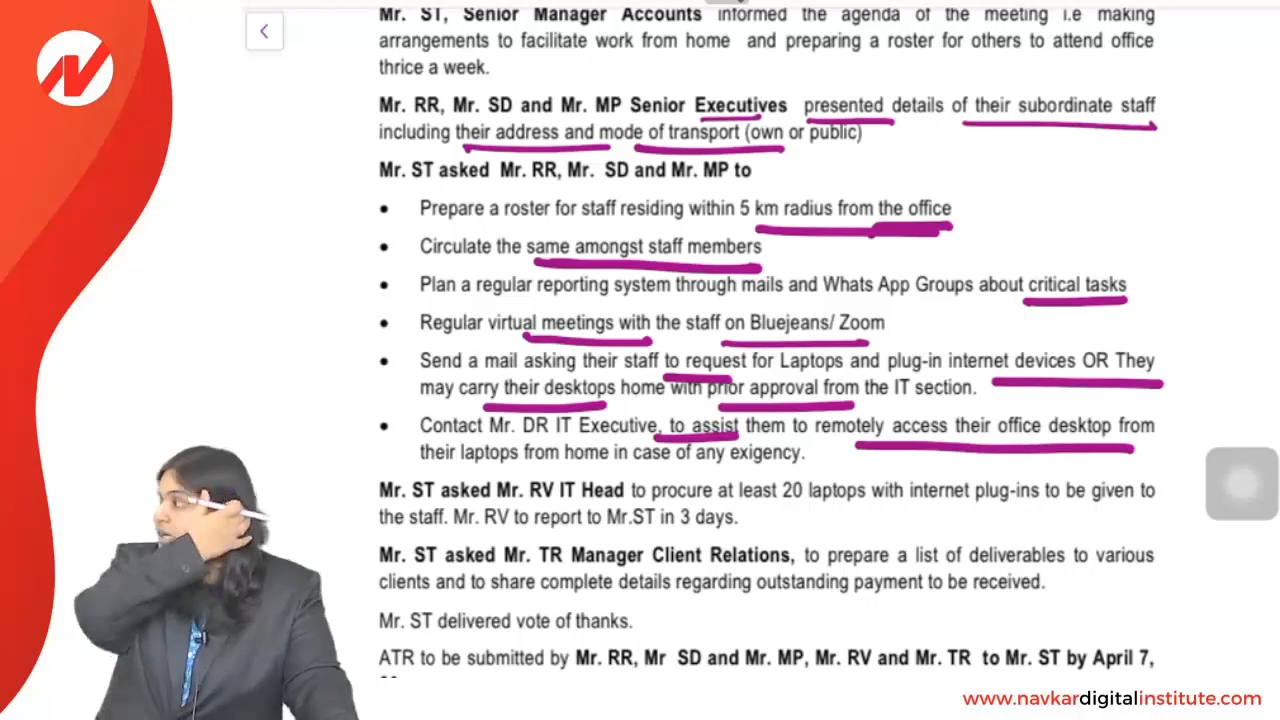 Mr. ST, Senior Manager Accounts informed the agenda of the meeting i.e making
arrangements to facilitate work from home and preparing a roster for others to attend office
thrice a week.
Mr. RR, Mr. SD and Mr. MP Senior Executives presented details of their subordinate staff
including their address and mode of transport (own or public)
Mr. ST asked Mr. RR, Mr. SD and Mr. MP to
• Prepare a roster for staff residing within 5 km radius from the office
• Circulate the same amongst staff members
• Plan a regular reporting system through mails and Whats App Groups about critical tasks
• Regular virtual meetings with the staff on Bluejeans/ Zoom
• Send a mail asking their staff to request for Laptops and plug-in internet devices OR They
may carry their desktops home with prior approval from the IT section.
• Contact Mr. DR IT Executive, to assist them to remotely access their office desktop from
their laptops from home in case of any exigency.
Mr. ST asked Mr. RV IT Head to procure at least 20 laptops with internet plug-ins to be given to
the staff. Mr. RV to report to Mr.ST in 3 days.
Mr. ST asked Mr. TR Manager Client Relations, to prepare a list of deliverables to various
clients and to share complete details regarding outstanding payment to be received.
Mr. ST delivered vote of thanks.
ATR to be submitted by Mr. RR, Mr SD and Mr. MP, Mr. RV and Mr. TR to Mr. ST by April 7,
www.navkardigitalinstitute.com